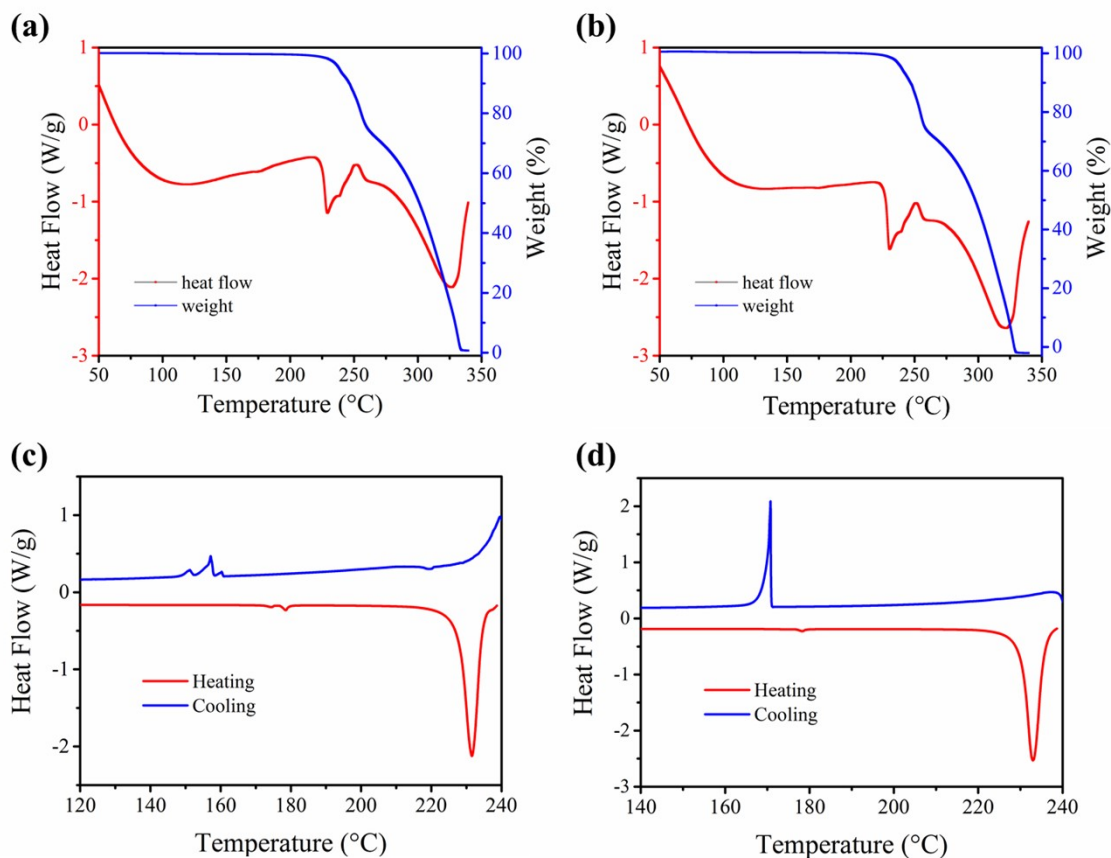 (a)
1
0
-1
-2
-3
Heat Flow (W/g)
100
80
60
40
20
0
Weight (%)
heat flow
weight
50 100 150 200 250 300 350
Temperature (°C)
(b)
1
0
-1
-2
-3
Heat Flow (W/g)
100
80
60
40
20
0
Weight (%)
heat flow
weight
50 100 150 200 250 300 350
Temperature (°C)
(c)
1
0
-1
-2
Heat Flow (W/g)
Heating
Cooling
120 140 160 180 200 220 240
Temperature (°C)
(d)
2
1
0
-1
-2
-3
Heat Flow (W/g)
Heating
Cooling
140 160 180 200 220 240
Temperature (°C)